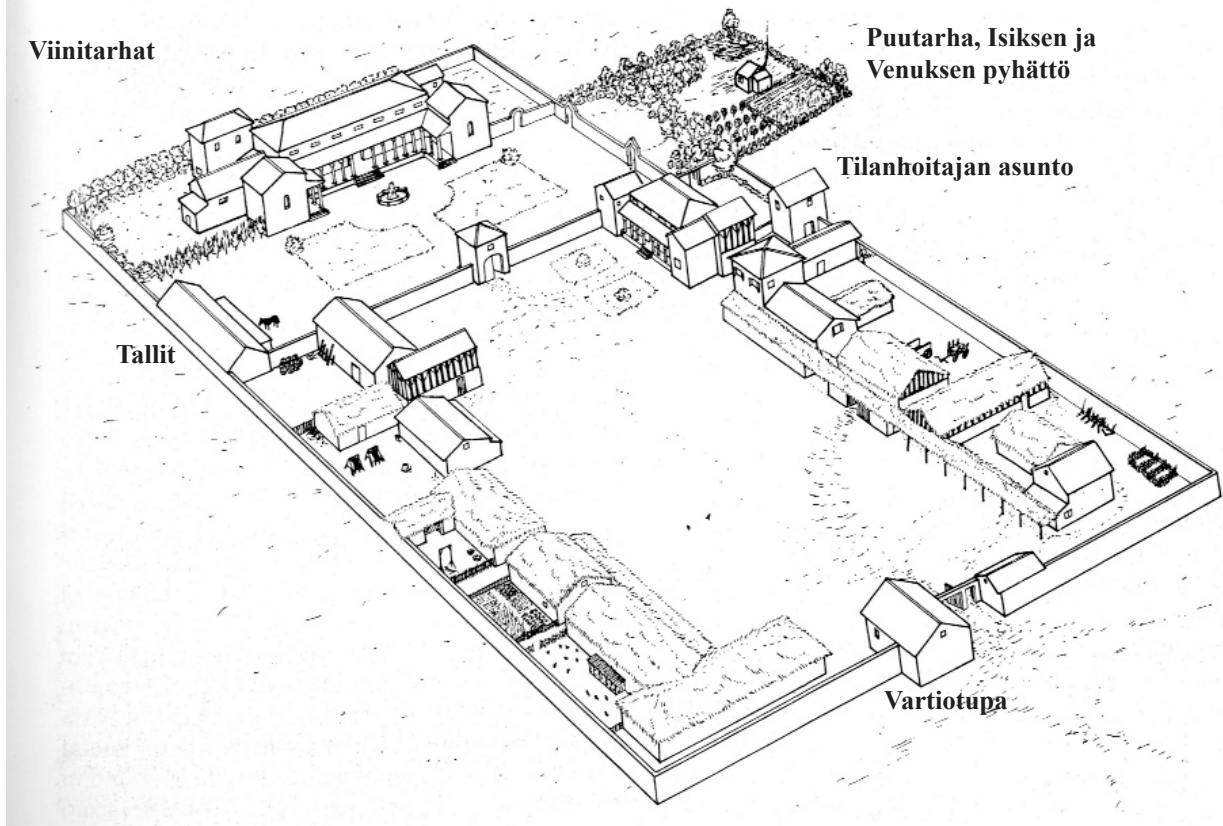 Viinitarhat
Puutarha, Isiksen ja
Venuksen pyhättö
Tilanhoitajan asunto
Tallit
Vartiotupa